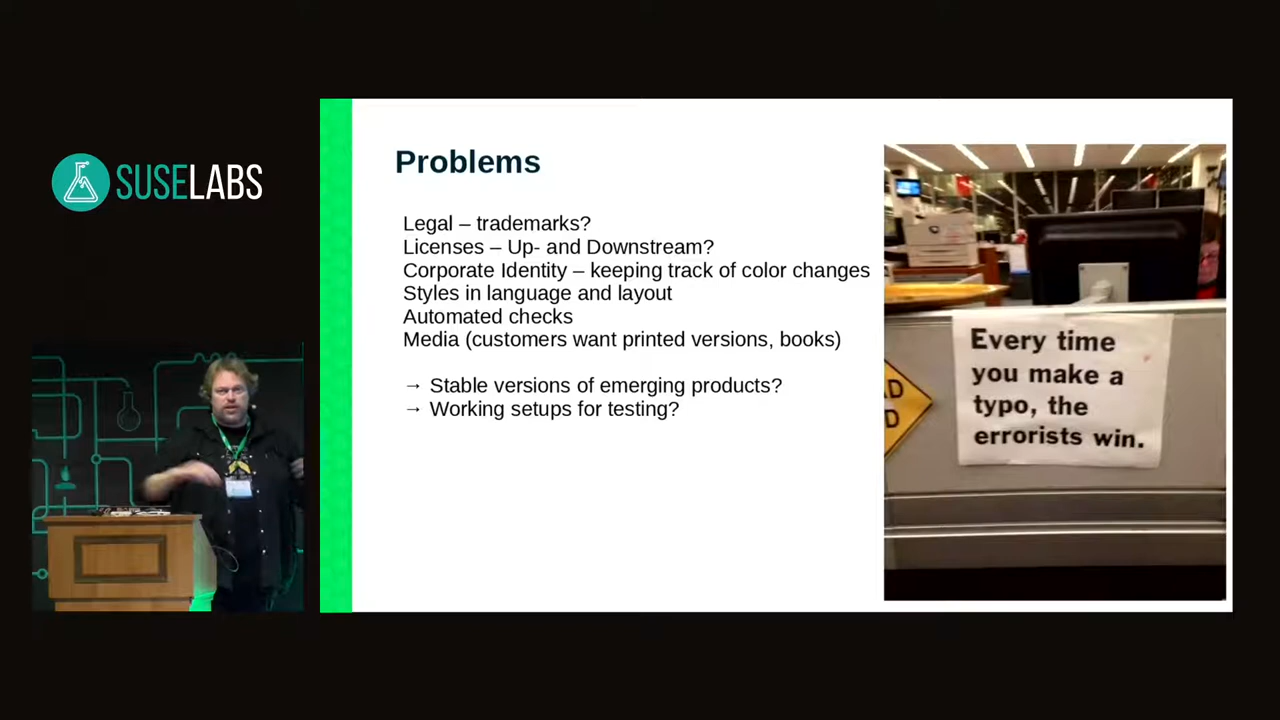 SUSELABS
Problems
Legal – trademarks?
Licenses – Up- and Downstream?
Corporate Identity – keeping track of color changes
Styles in language and layout
Automated checks
Media (customers want printed versions, books)
→ Stable versions of emerging products?
→ Working setups for testing?
Every time
you make a
typo, the
errorists win.